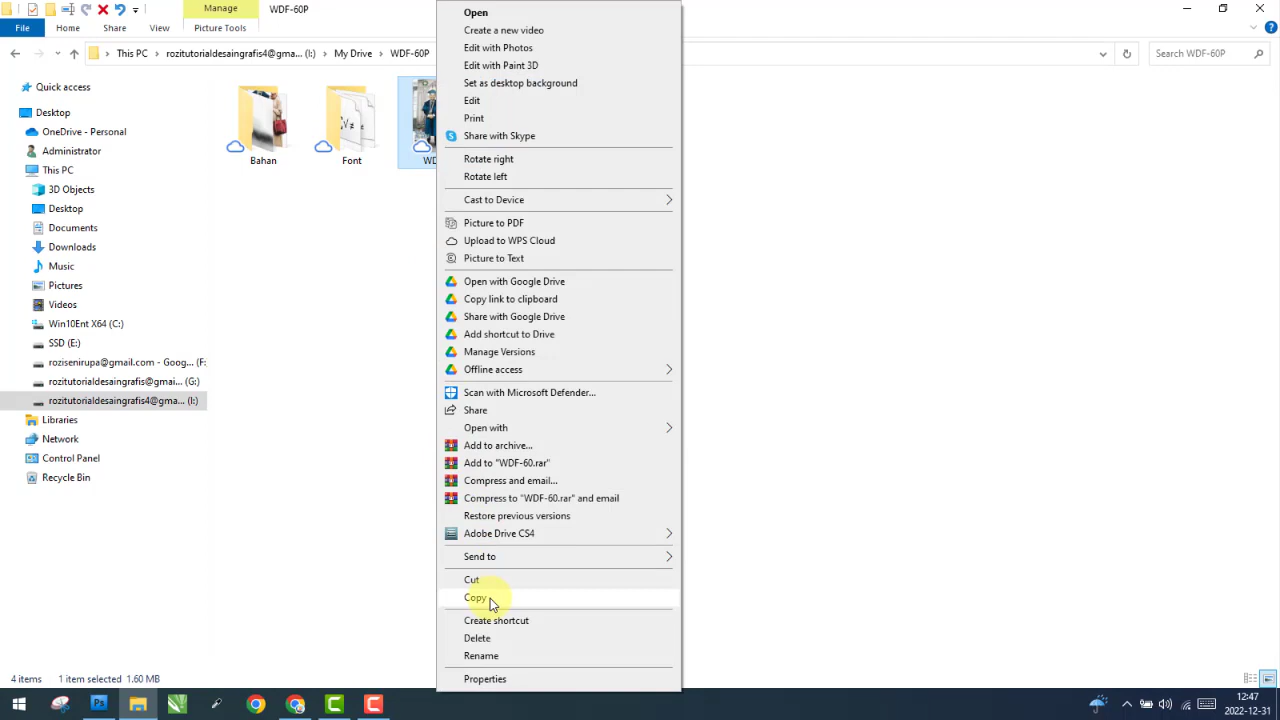 Manage
WDF-60P
File
Home
Share
View
Picture Tools
This PC
rozitutorialdesaingrafis4@gma... (I:)
My Drive
WDF-60P
Search WDF-60P
Quick access
Desktop
OneDrive - Personal
Administrator
This PC
3D Objects
Desktop
Documents
Downloads
Music
Pictures
Videos
Win10Ent X64 (C:)
SSD (E:)
rozisenirupa@gmail.com - Goog... (F:
rozitutorialdesaingrafis@gmai... (G:)
rozitutorialdesaingrafis4@gma... (I:)
Libraries
Network
Control Panel
Recycle Bin
Bahan
Font
WD
Open
Create a new video
Edit with Photos
Edit with Paint 3D
Set as desktop background
Edit
Print
Share with Skype
Rotate right
Rotate left
Cast to Device
Picture to PDF
Upload to WPS Cloud
Picture to Text
Open with Google Drive
Copy link to clipboard
Share with Google Drive
Add shortcut to Drive
Manage Versions
Offline access
Scan with Microsoft Defender...
Share
Open with
Add to archive...
Add to "WDF-60.rar"
Compress and email...
Compress to "WDF-60.rar" and email
Restore previous versions
Adobe Drive CS4
Send to
Cut
Copy
Create shortcut
Delete
Rename
Properties
4 items
1 item selected 1.60 MB
12:47
2022-12-31